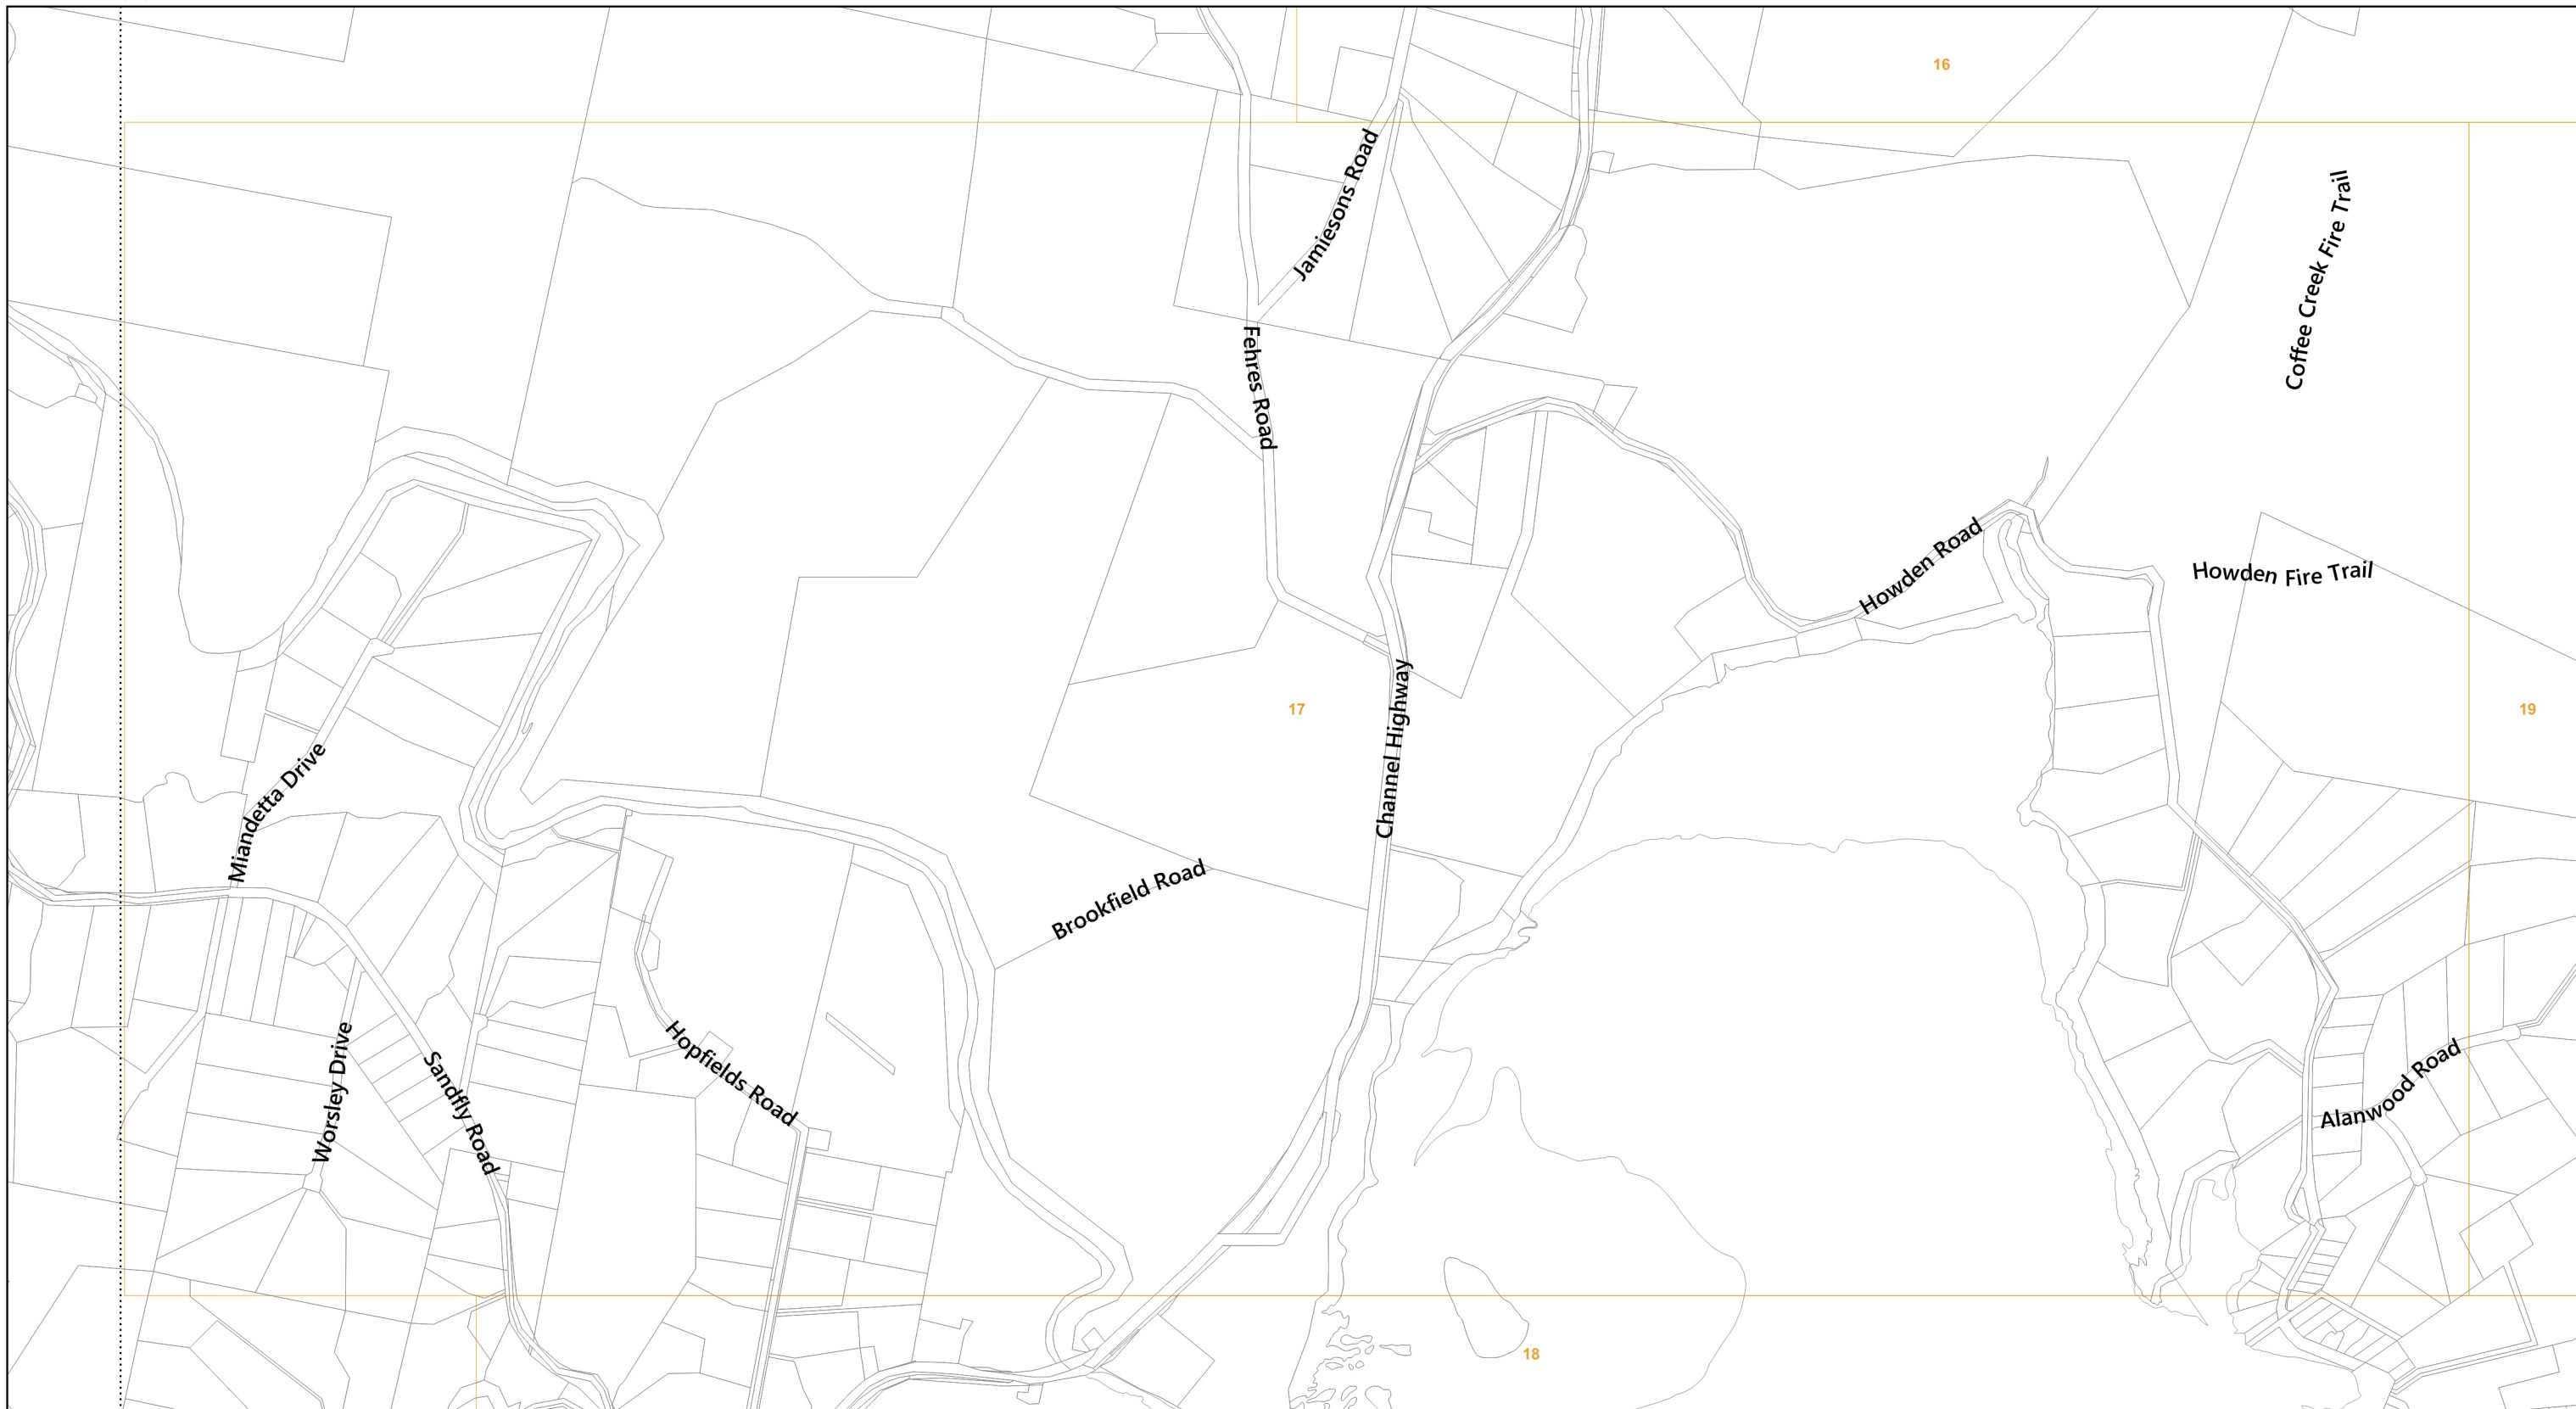 16
Jamiesons Road
Coffee Creek Fire Trail
Fehres Road
Howden Road
Howden Fire Trail
17
19
Channel Highway
Miandetta Drive
Brookfield Road
Worsley Drive
Sandfly Road
Hopfields Road
Alanwood Road
18